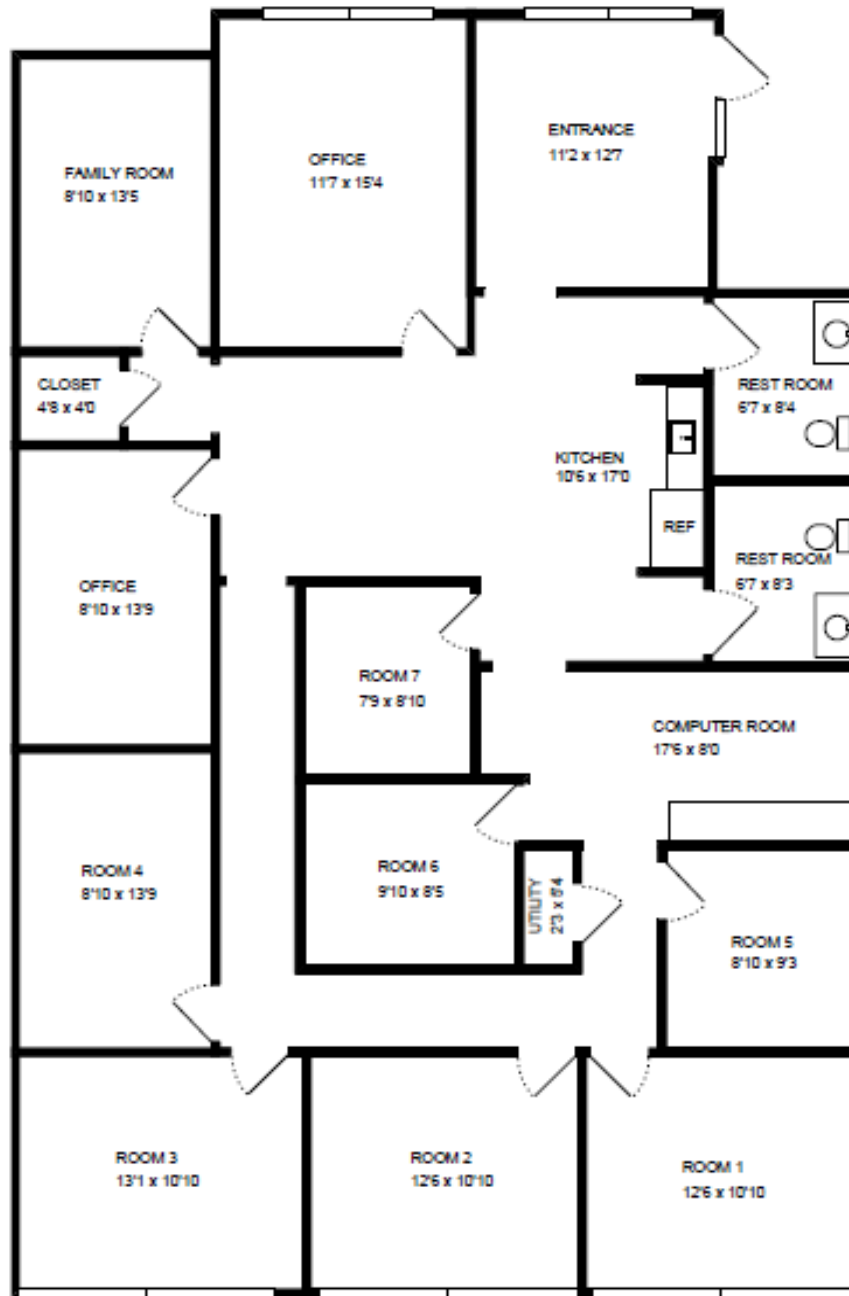 FAMILY ROOM
8'10 x 13'5
OFFICE
11'7 x 15'4
ENTRANCE
11'2 x 12'7
CLOSET
4'8 x 4'0
REST ROOM
6'7 x 8'4
KITCHEN
10'6 x 17'0
REF
REST ROOM
6'7 x 8'3
OFFICE
8'10 x 13'9
ROOM 7
7'9 x 8'10
COMPUTER ROOM
17'6 x 8'0
ROOM 4
8'10 x 13'9
ROOM 6
9'10 x 8'5
UTILITY
ROOM 5
8'10 x 9'3
ROOM 3
13'1 x 10'10
ROOM 2
12'6 x 10'10
ROOM 1
12'6 x 10'10